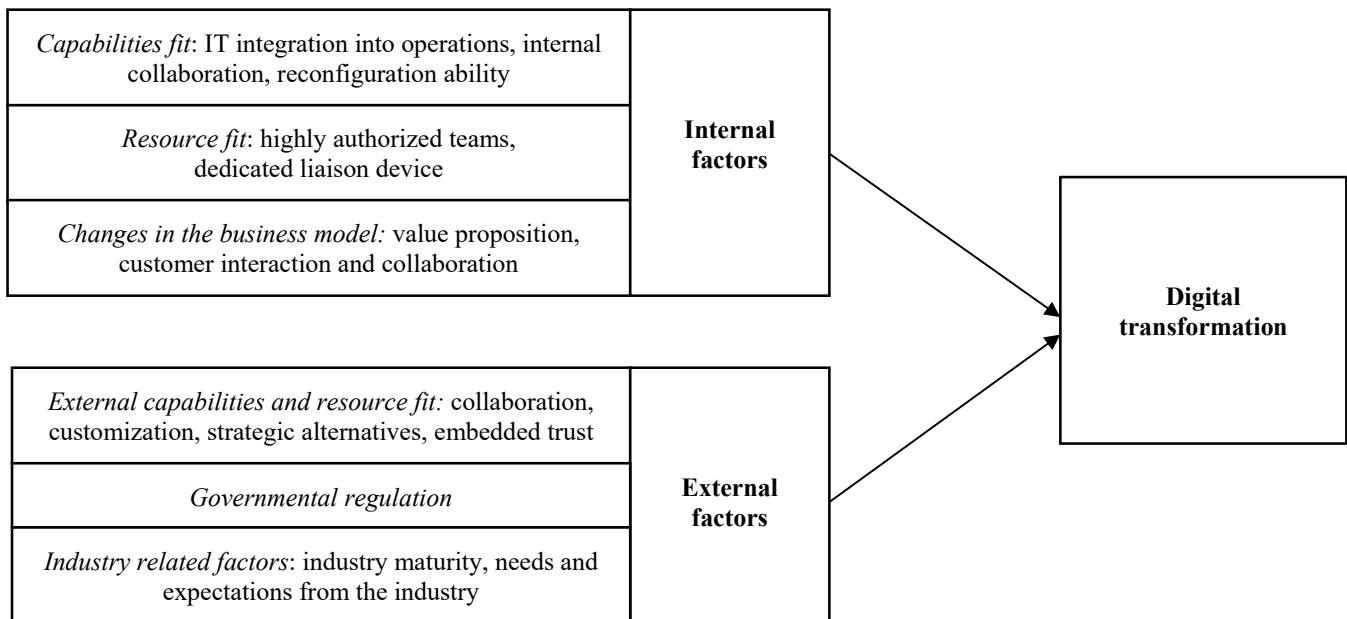 Capabilities fit: IT integration into operations, internal
collaboration, reconfiguration ability
Resource fit: highly authorized teams,
dedicated liaison device
Changes in the business model: value proposition,
customer interaction and collaboration
Internal
factors
External capabilities and resource fit: collaboration,
customization, strategic alternatives, embedded trust
Governmental regulation
Industry related factors: industry maturity, needs and
expectations from the industry
External
factors
Digital
transformation